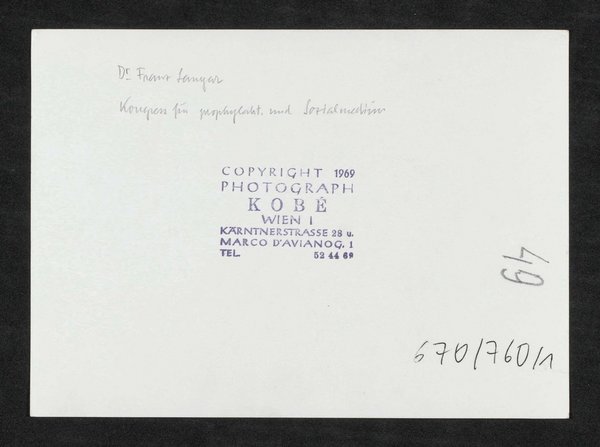 Dr Franz
Kongress für prophylakt. und Sozialmedizin
COPYRIGHT 1969
PHOTOGRAPH
KOBÉ
WIEN I
KÄRNTNERSTRASSE 28 u.
MARCO D'AVIANOG. 1
TEL. 52 44 69
49
670/760/1